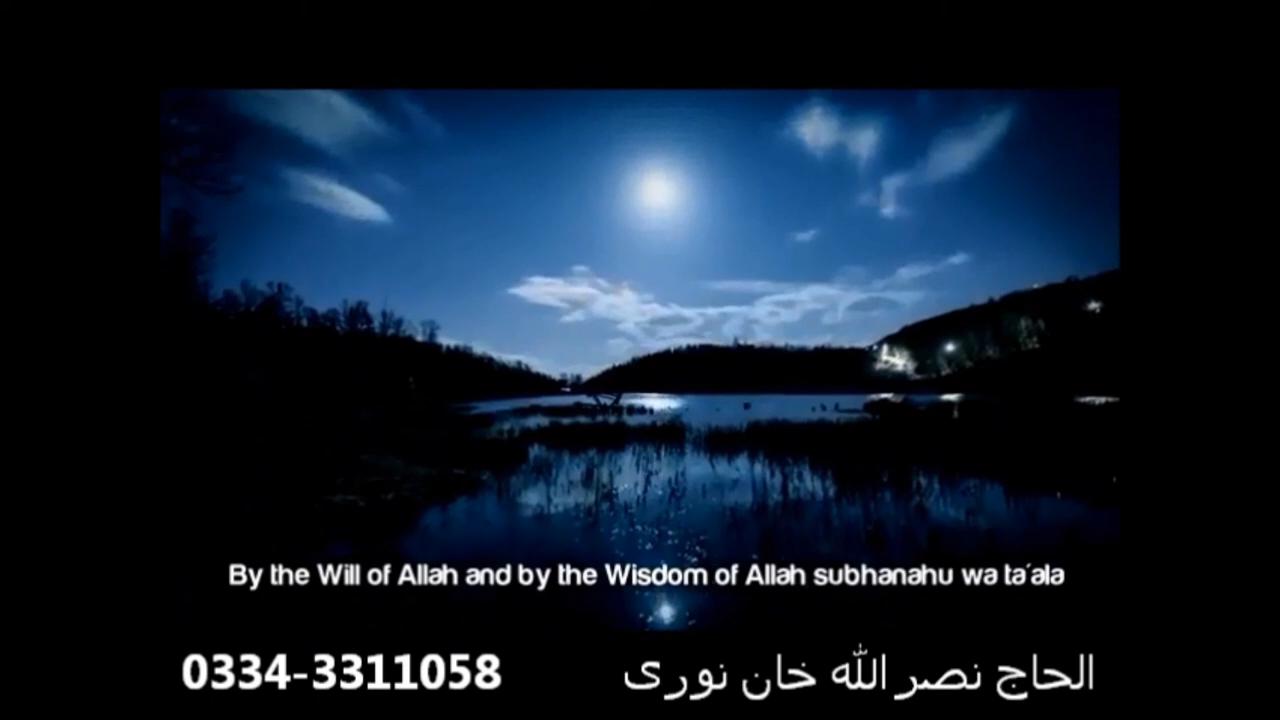 By the Will of Allah and by the Wisdom of Allah subhanahu wa ta'ala
0334-3311058 الحاج نصر اللہ خان نوری